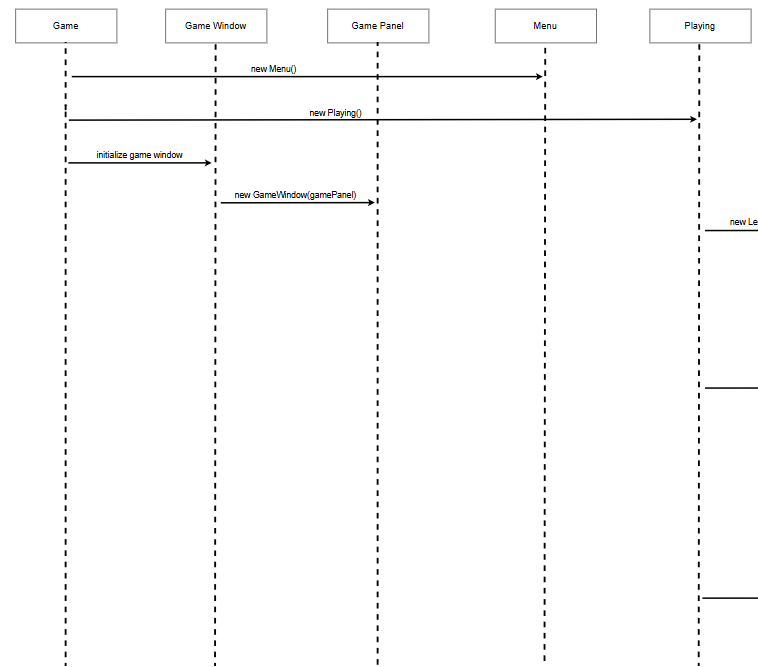 Game
Game Window
Game Panel
Menu
Playing
new Menu()
new Playing()
initialize game window
new GameWindow(gamePanel)
new Le